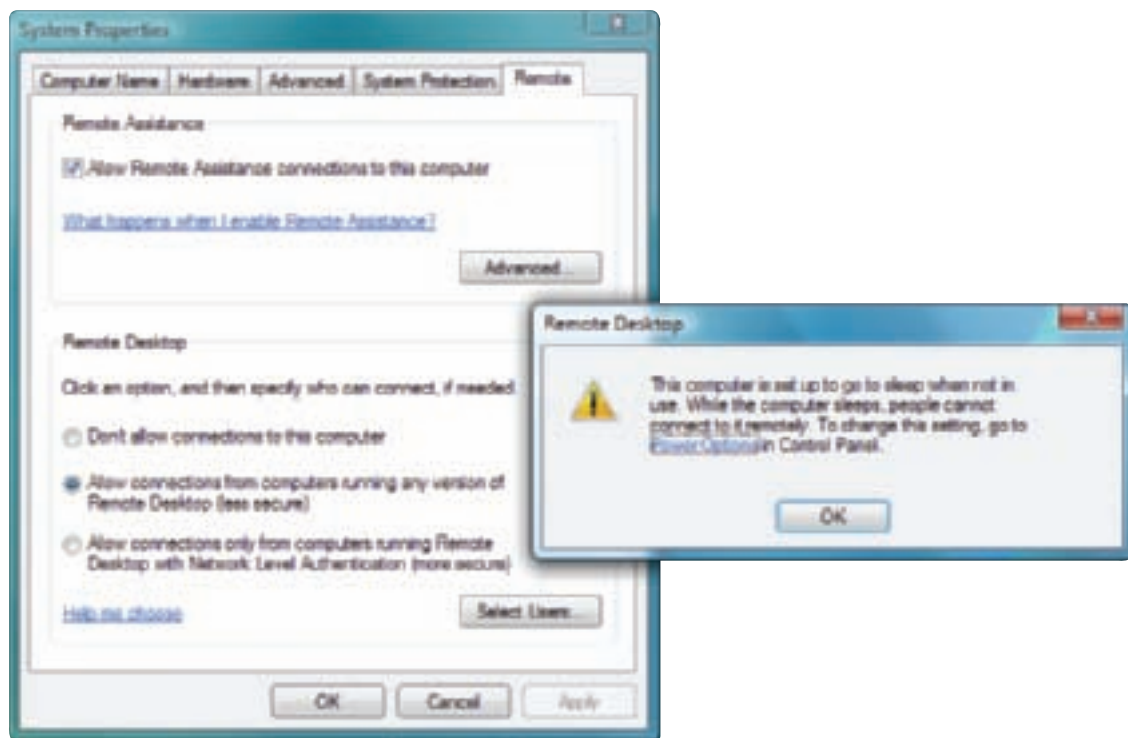 System Properties
Computer Name Hardware Advanced System Protection Remote
Remote Assistance
Allow Remote Assistance connections to this computer
What happens when I enable Remote Assistance?
Advanced...
Remote Desktop
Click an option, and then specify who can connect, if needed.
Don't allow connections to this computer
Allow connections from computers running any version of
Remote Desktop (less secure)
Allow connections only from computers running Remote
Desktop with Network Level Authentication (more secure)
Help me choose
Select Users...
OK Cancel Apply
Remote Desktop
This computer is set up to go to sleep when not in
use. While the computer sleeps, people cannot
connect to it remotely. To change this setting, go to
Power Options in Control Panel.
OK